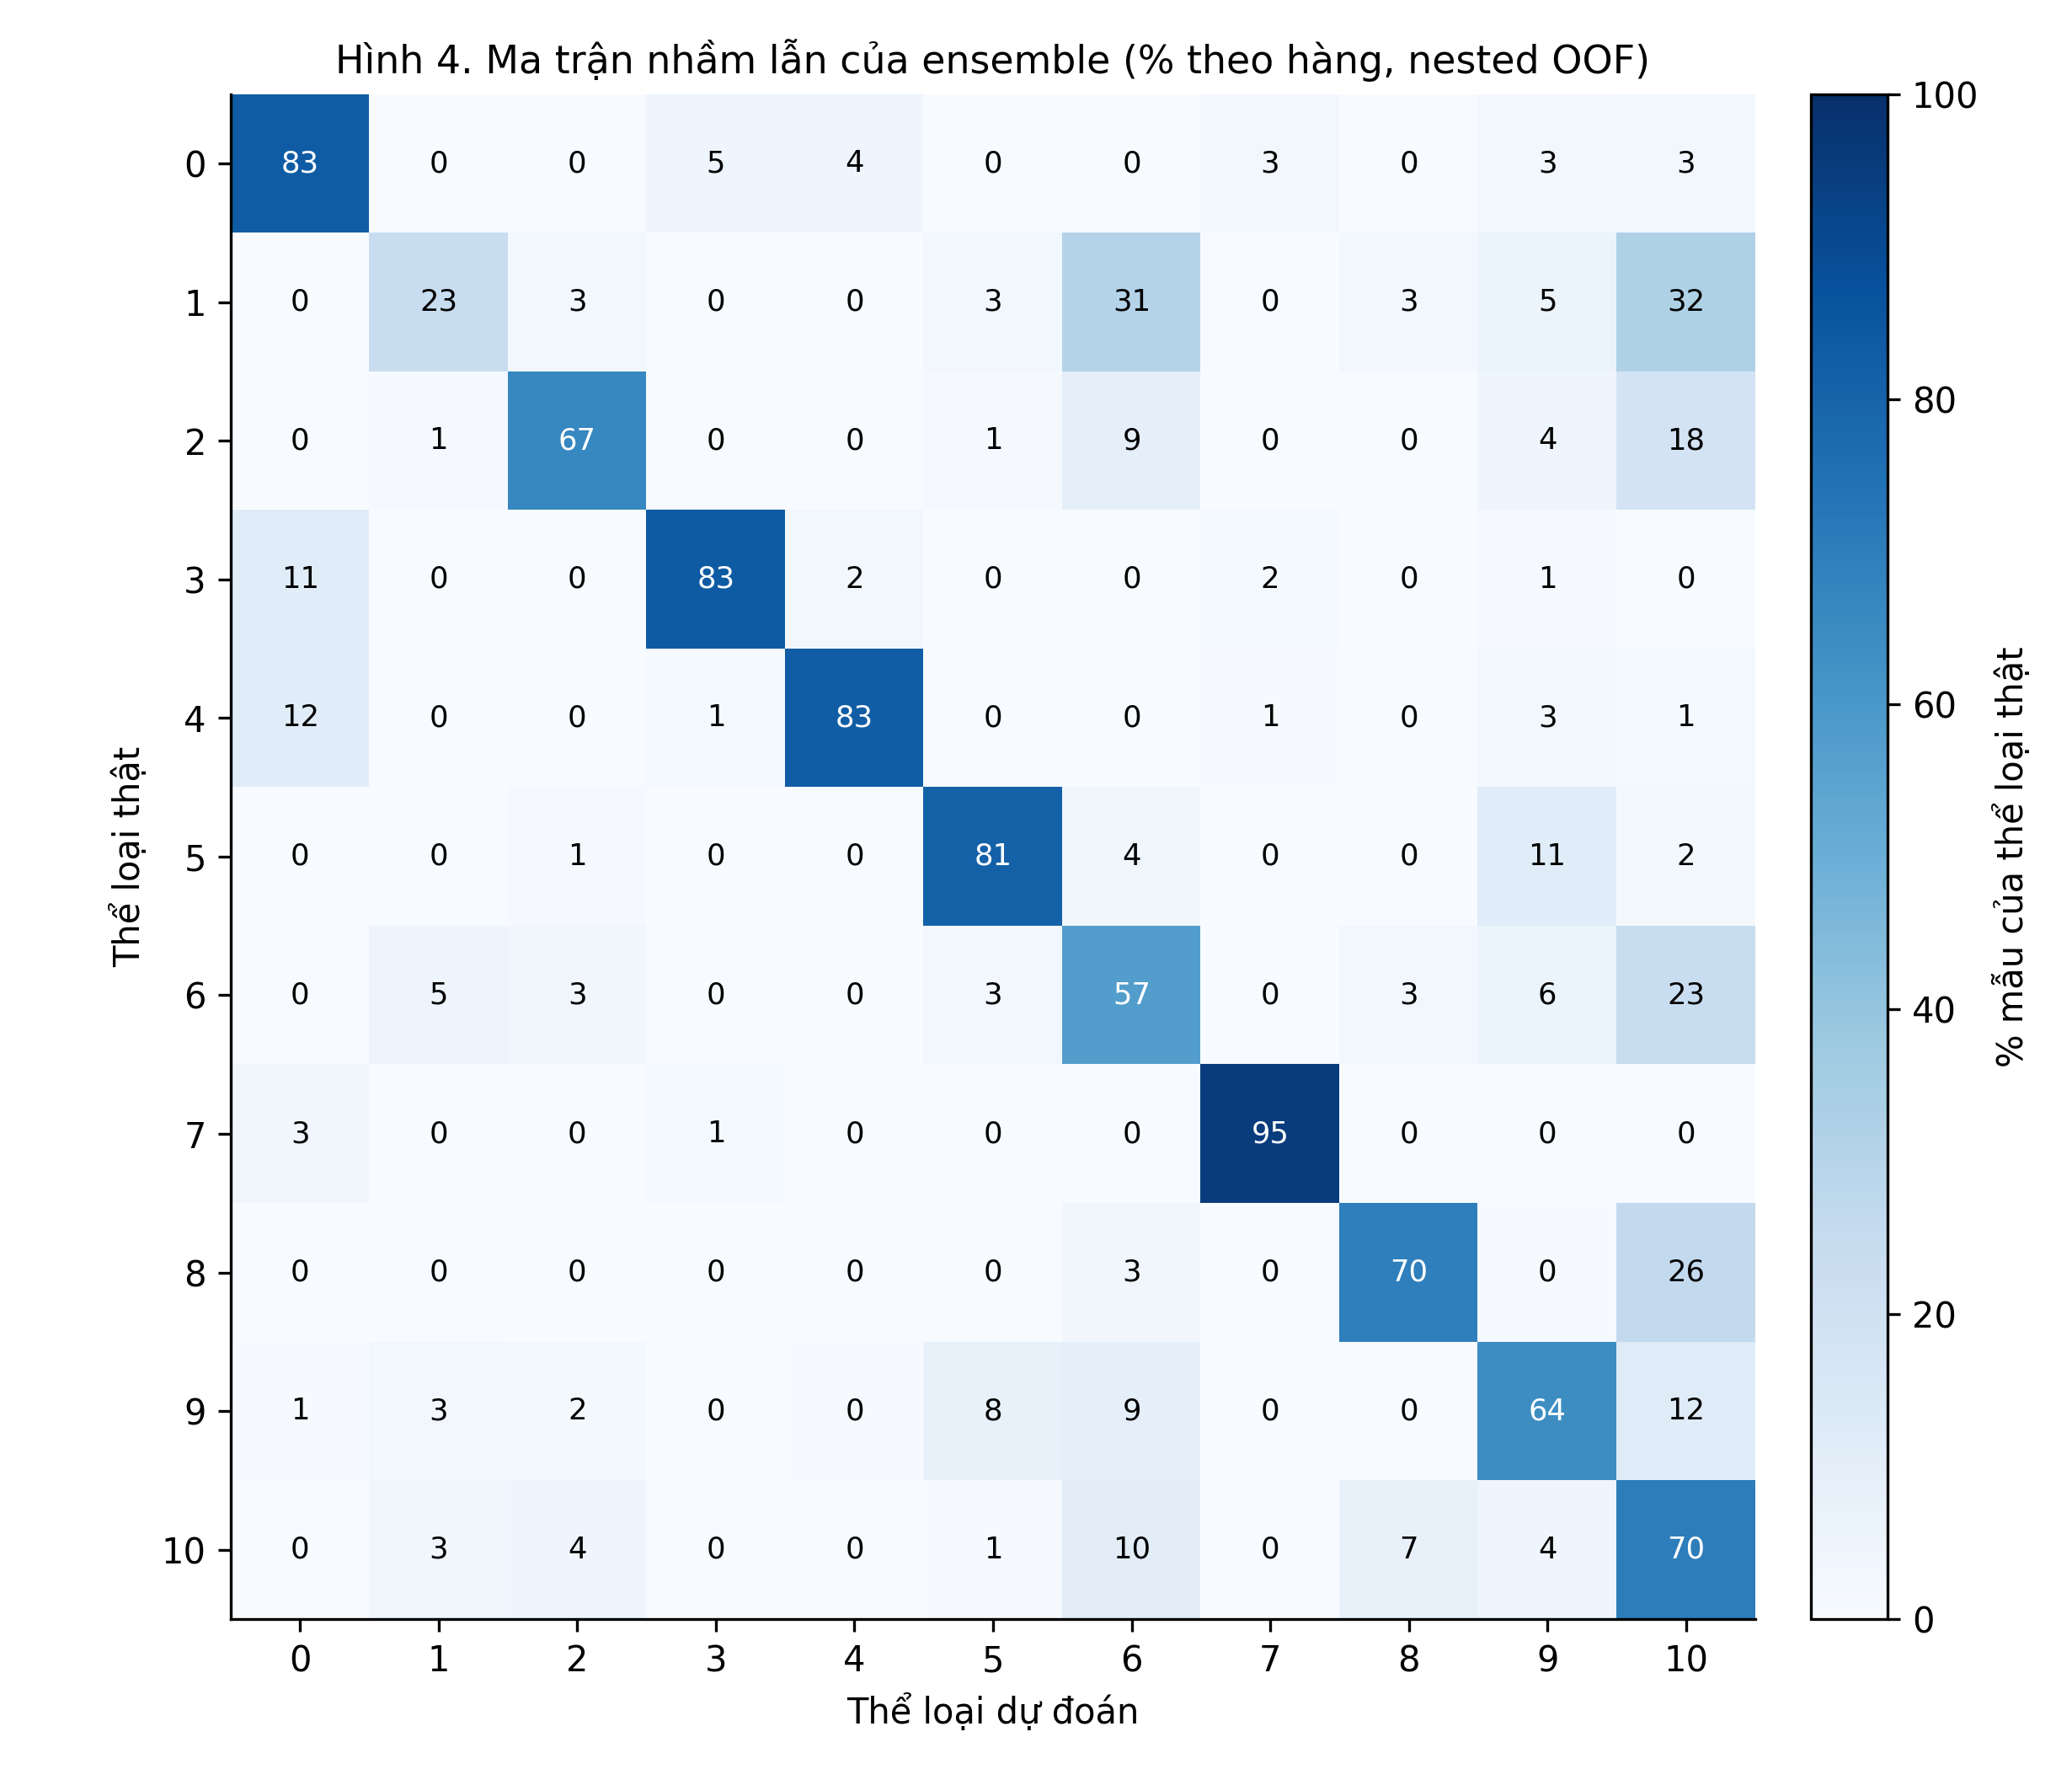 Hình 4. Ma trận nhầm lẫn của ensemble (% theo hàng, nested OOF)
Thể loại thật
0 83 0 0 5 4 0 0 3 0 3 3
1 0 23 3 0 0 3 31 0 3 5 32
2 0 1 67 0 0 1 9 0 0 4 18
3 11 0 0 83 2 0 0 2 0 1 0
4 12 0 0 1 83 0 0 1 0 3 1
5 0 0 1 0 0 81 4 0 0 11 2
6 0 5 3 0 0 3 57 0 3 6 23
7 3 0 0 1 0 0 0 95 0 0 0
8 0 0 0 0 0 0 3 0 70 0 26
9 1 3 2 0 0 8 9 0 0 64 12
10 0 3 4 0 0 1 10 0 7 4 70
0 1 2 3 4 5 6 7 8 9 10
Thể loại dự đoán
100
80
60
40
20
0
% mẫu của thể loại thật